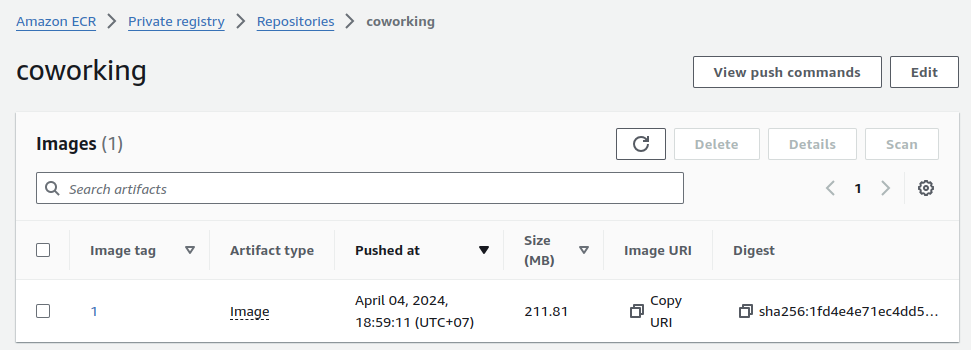 Amazon ECR > Private registry > Repositories > coworking
coworking
View push commands
Edit
Images (1)
Delete
Details
Scan
Search artifacts
1
Image tag
Artifact type
Pushed at
Size
(MB)
Image URI
Digest
1
Image
April 04, 2024,
18:59:11 (UTC+07)
211.81
Copy
URI
sha256:1fd4e4e71ec4dd5...